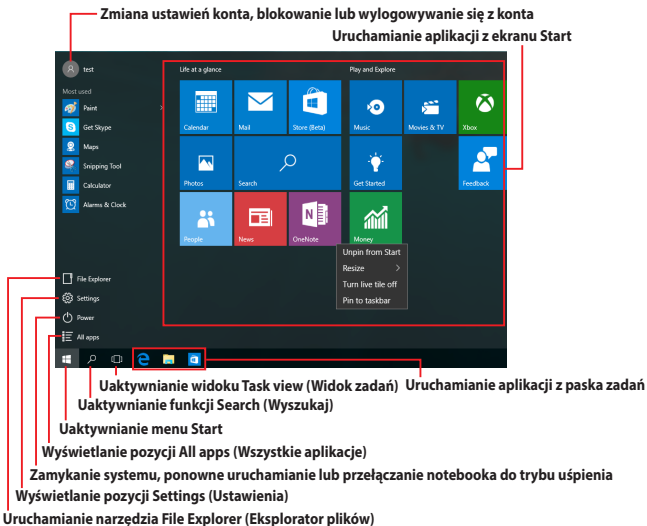 Zmiana ustawień konta, blokowanie lub wylogowywanie się z konta
Uruchamianie aplikacji z ekranu Start
test
Life at a glance
Play and Explore
Most used
Paint
Get Skype
Maps
Snipping Tool
Calculator
Alarms & Clock
Calendar
Mail
Store (Beta)
Music
Movies & TV
Xbox
Photos
Search
Get Started
Feedback
People
News
OneNote
Money
Unpin from Start
Resize
Turn live tile off
Pin to taskbar
File Explorer
Settings
Power
All apps
Uaktywnianie widoku Task view (Widok zadań)
Uruchamianie aplikacji z paska zadań
Uaktywnianie funkcji Search (Wyszukaj)
Uaktywnianie menu Start
Wyświetlanie pozycji All apps (Wszystkie aplikacje)
Zamykanie systemu, ponowne uruchamianie lub przełączanie notebooka do trybu uśpienia
Wyświetlanie pozycji Settings (Ustawienia)
Uruchamianie narzędzia File Explorer (Eksplorator plików)